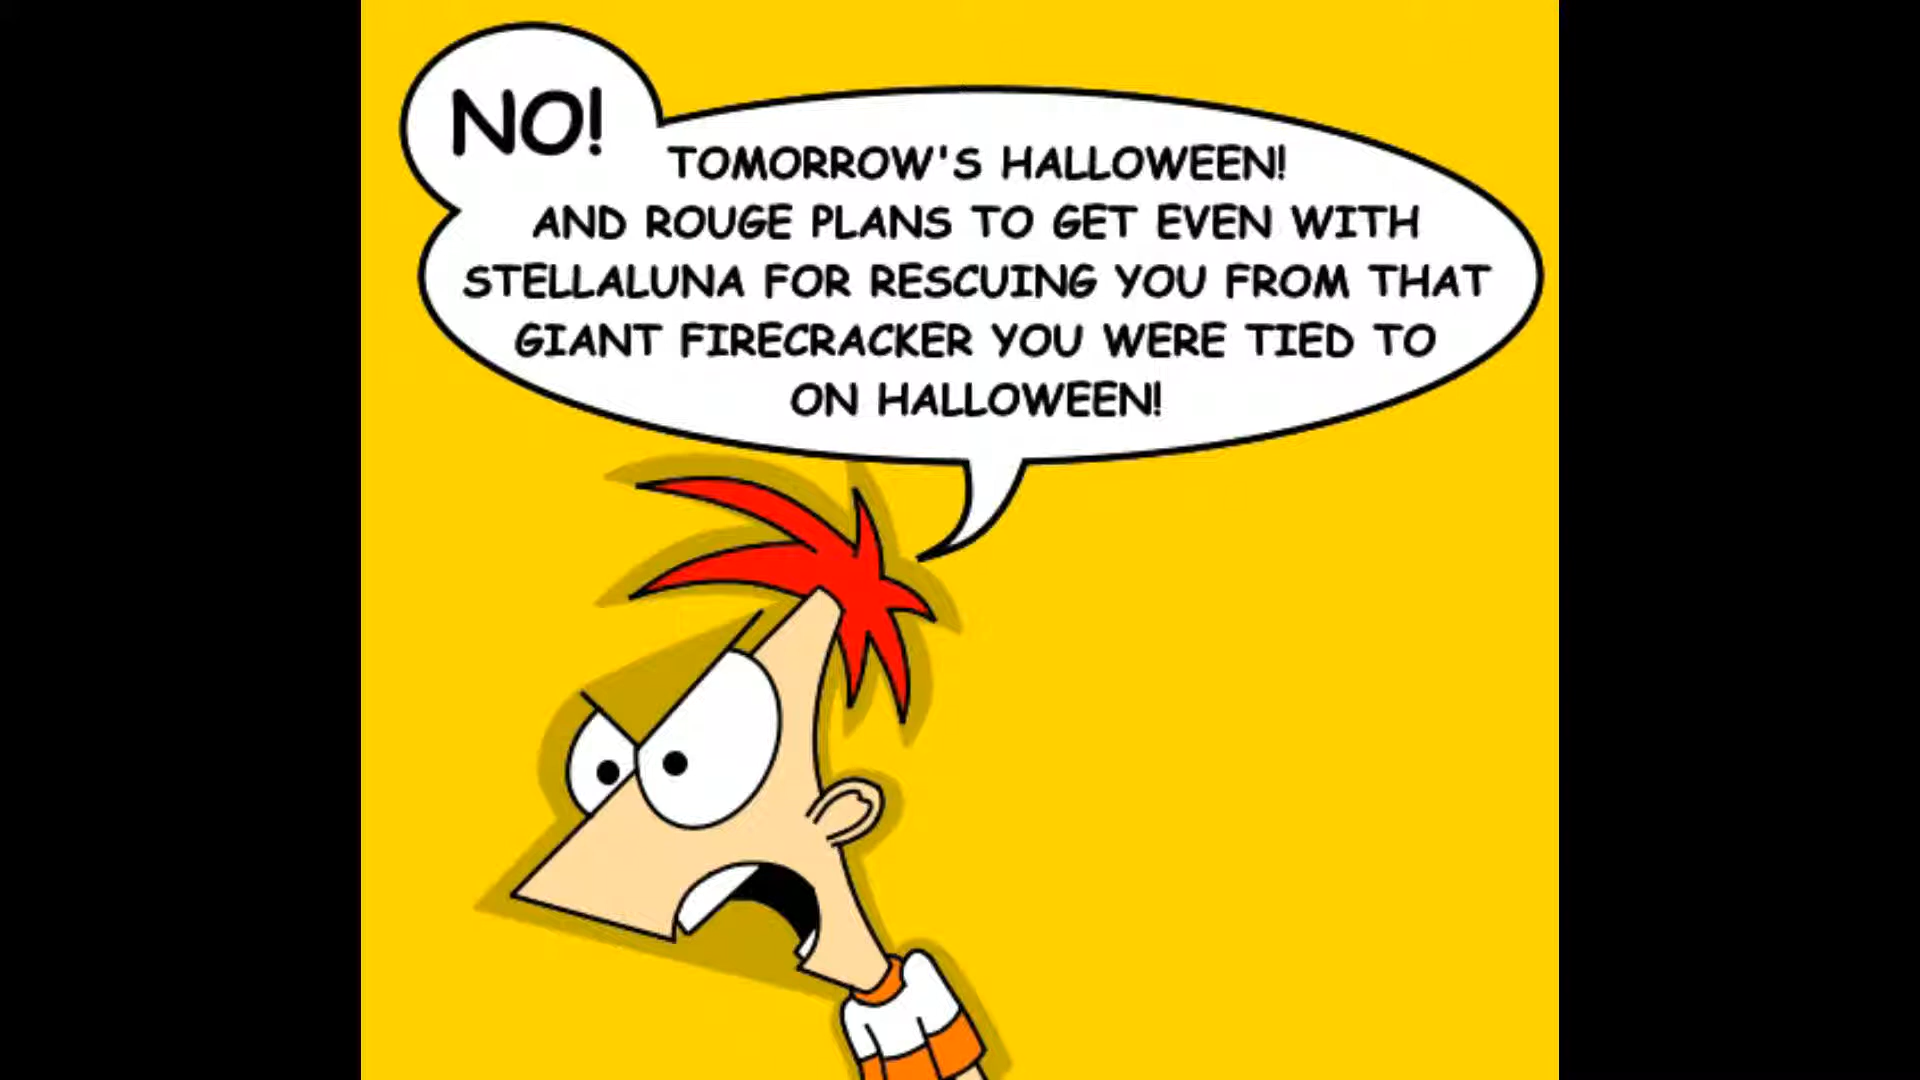 NO!
TOMORROW'S HALLOWEEN!
AND ROUGE PLANS TO GET EVEN WITH
STELLALUNA FOR RESCUING YOU FROM THAT
GIANT FIRECRACKER YOU WERE TIED TO
ON HALLOWEEN!